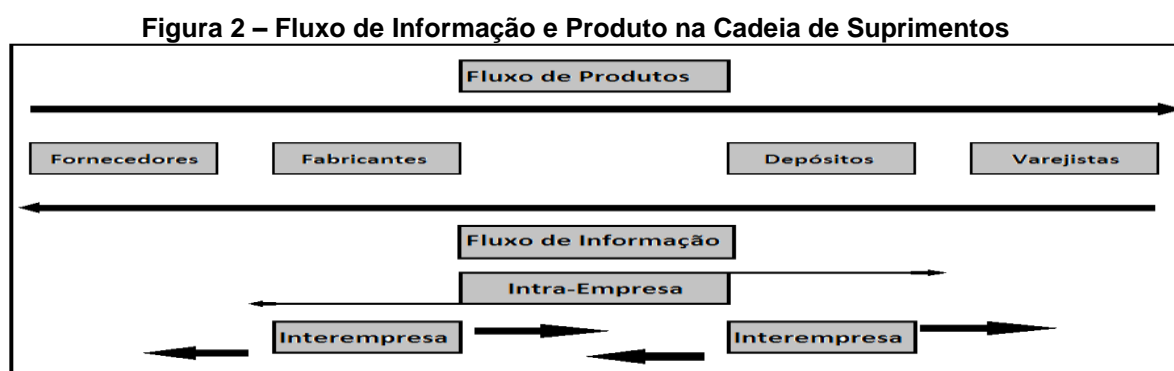 Figura 2 – Fluxo de Informação e Produto na Cadeia de Suprimentos
Fluxo de Produtos
Fornecedores
Fabricantes
Depósitos
Varejistas
Fluxo de Informação
Intra-Empresa
Interempresa
Interempresa